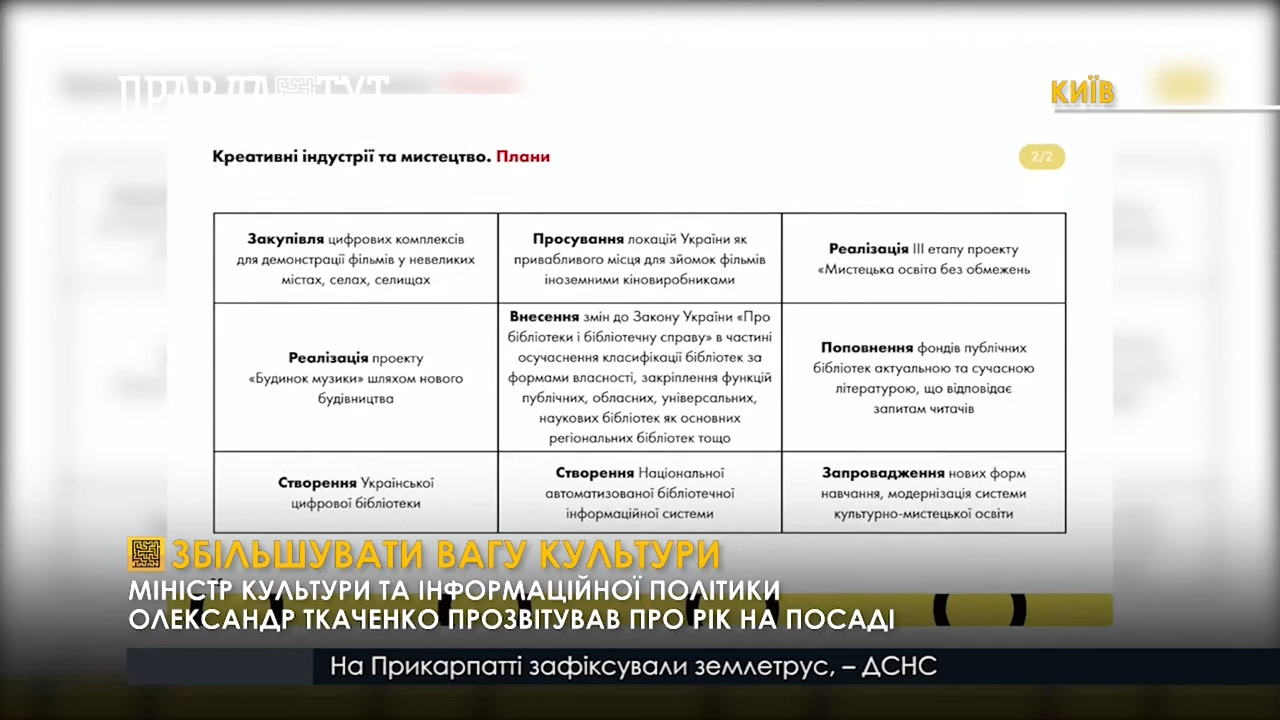 ПРАВДА ТУТ
КИЇВ
Креативні індустрії та мистецтво. Плани
2/2
Закупівля цифрових комплексів
для демонстрації фільмів у невеликих
містах, селах, селищах
Просування локацій України як
привабливого місця для зйомок фільмів
іноземними кіновиробниками
Реалізація III етапу проекту
«Мистецька освіта без обмежень
Реалізація проекту
«Будинок музики» шляхом нового
будівництва
Внесення змін до Закону України «Про
бібліотеки і бібліотечну справу» в частині
осучаснення класифікації бібліотек за
формами власності, закріплення функцій
публічних, обласних, універсальних,
наукових бібліотек як основних
регіональних бібліотек тощо
Поповнення фондів публічних
бібліотек актуальною та сучасною
літературою, що відповідає
запитам читачів
Створення Української
цифрової бібліотеки
Створення Національної
автоматизованої бібліотечної
інформаційної системи
Запровадження нових форм
навчання, модернізація системи
культурно-мистецької освіти
ЗБІЛЬШУВАТИ ВАГУ КУЛЬТУРИ
МІНІСТР КУЛЬТУРИ ТА ІНФОРМАЦІЙНОЇ ПОЛІТИКИ
ОЛЕКСАНДР ТКАЧЕНКО ПРОЗВІТУВАВ ПРО РІК НА ПОСАДІ
На Прикарпатті зафіксували землетрус, – ДСНС